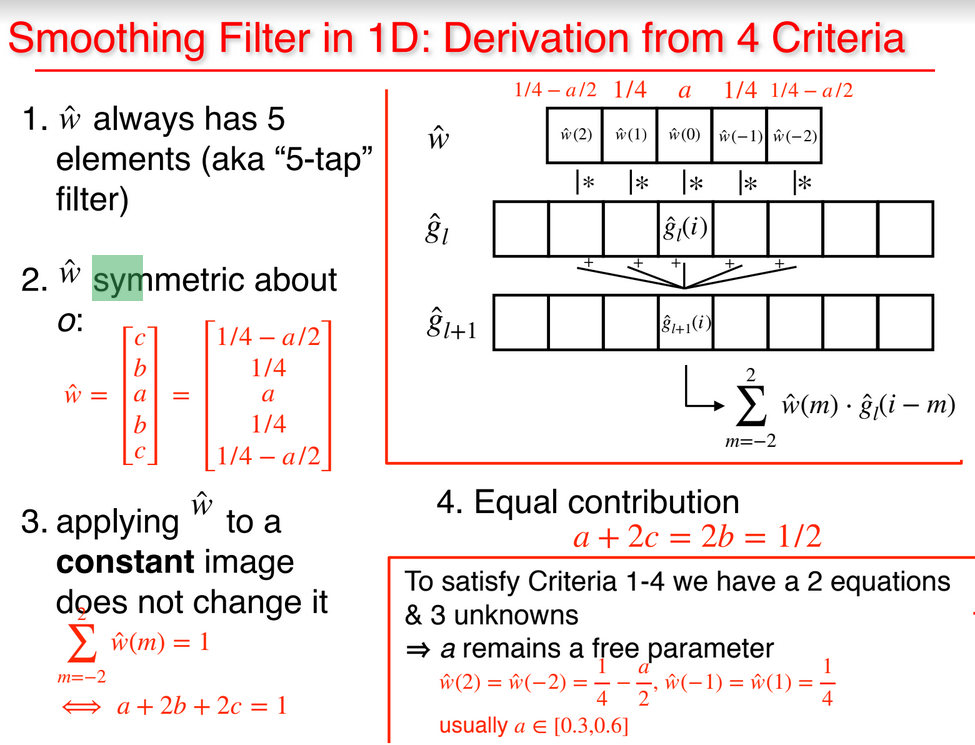 Smoothing Filter in 1D: Derivation from 4 Criteria
1. ŵ always has 5
elements (aka “5-tap”
filter)
2. ŵ symmetric about
o:
ŵ = [c b a b c] = [1/4 − a/2 1/4 a 1/4 1/4 − a/2]
3. applying ŵ to a
constant image
does not change it
∑_{m=−2}^{2} ŵ(m) = 1
⟺ a + 2b + 2c = 1
1/4 − a/2 1/4 a 1/4 1/4 − a/2
ŵ ŵ(2) ŵ(1) ŵ(0) ŵ(−1) ŵ(−2)
|* |* |* |* |*
ĝ_l ĝ_l(i)
+ + + + +
ĝ_{l+1} ĝ_{l+1}(i)
∑_{m=−2}^{2} ŵ(m) · ĝ_l(i − m)
4. Equal contribution
a + 2c = 2b = 1/2
To satisfy Criteria 1-4 we have a 2 equations
& 3 unknowns
⇒ a remains a free parameter
ŵ(2) = ŵ(−2) = 1/4 − a/2, ŵ(−1) = ŵ(1) = 1/4
usually a ∈ [0.3,0.6]